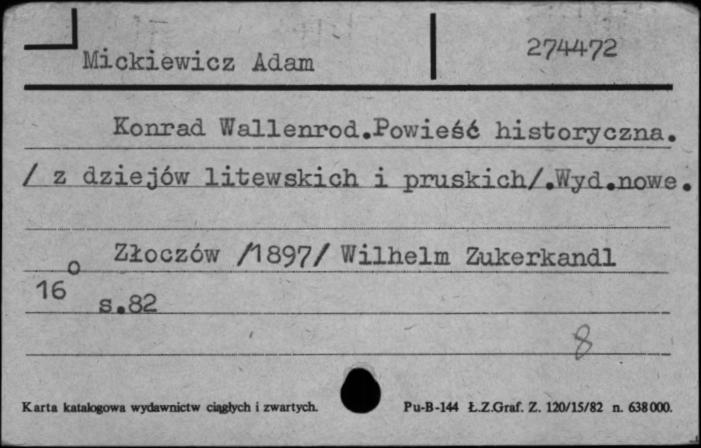 Mickiewicz Adam 274472
Konrad Wallenrod.Powieść historyczna.
/ z dziejów litewskich i pruskich/.Wyd.nowe.
Złoczów /1897/ Wilhelm Zukerkandl
16 o
s.82
8
Karta katalogowa wydawnictw ciągłych i zwartych. Pu-B-144 Ł.Z.Graf. Z. 120/15/82 n. 638000.